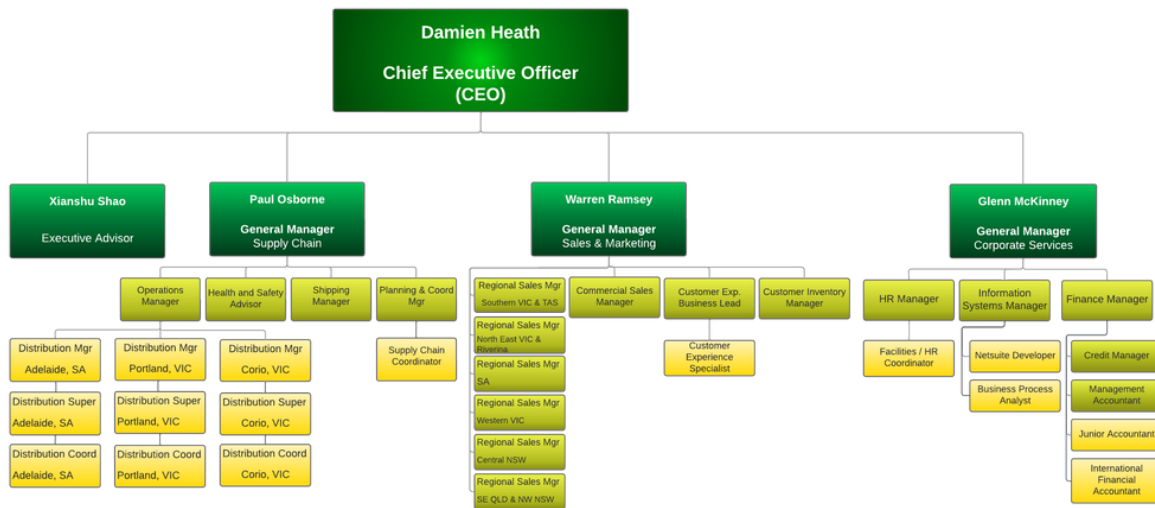 Damien Heath
Chief Executive Officer
(CEO)
Xianshu Shao
Executive Advisor
Paul Osborne
General Manager
Supply Chain
Warren Ramsey
General Manager
Sales & Marketing
Glenn McKinney
General Manager
Corporate Services
Operations
Manager
Health and Safety
Advisor
Shipping
Manager
Planning & Coord
Mgr
Distribution Mgr
Adelaide, SA
Distribution Mgr
Portland, VIC
Distribution Mgr
Corio, VIC
Supply Chain
Coordinator
Distribution Super
Adelaide, SA
Distribution Super
Portland, VIC
Distribution Super
Corio, VIC
Distribution Coord
Adelaide, SA
Distribution Coord
Portland, VIC
Distribution Coord
Corio, VIC
Regional Sales Mgr
Southern VIC & TAS
Regional Sales Mgr
North East VIC &
Riverina
Regional Sales Mgr
SA
Regional Sales Mgr
Western VIC
Regional Sales Mgr
Central NSW
Regional Sales Mgr
SE QLD & NW NSW
Commercial Sales
Manager
Customer Exp.
Business Lead
Customer Inventory
Manager
Customer
Experience
Specialist
HR Manager
Information
Systems Manager
Finance Manager
Facilities / HR
Coordinator
Netsuite Developer
Business Process
Analyst
Credit Manager
Management
Accountant
Junior Accountant
International
Financial
Accountant